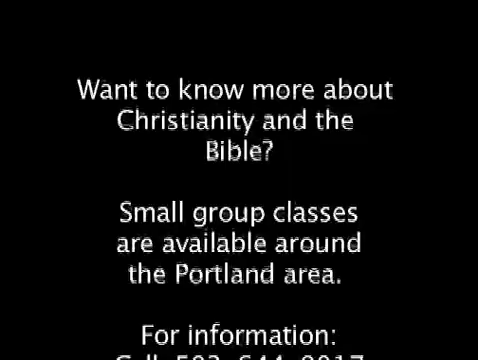 Want to know more about
Christianity and the
Bible?
Small group classes
are available around
the Portland area.
For information: